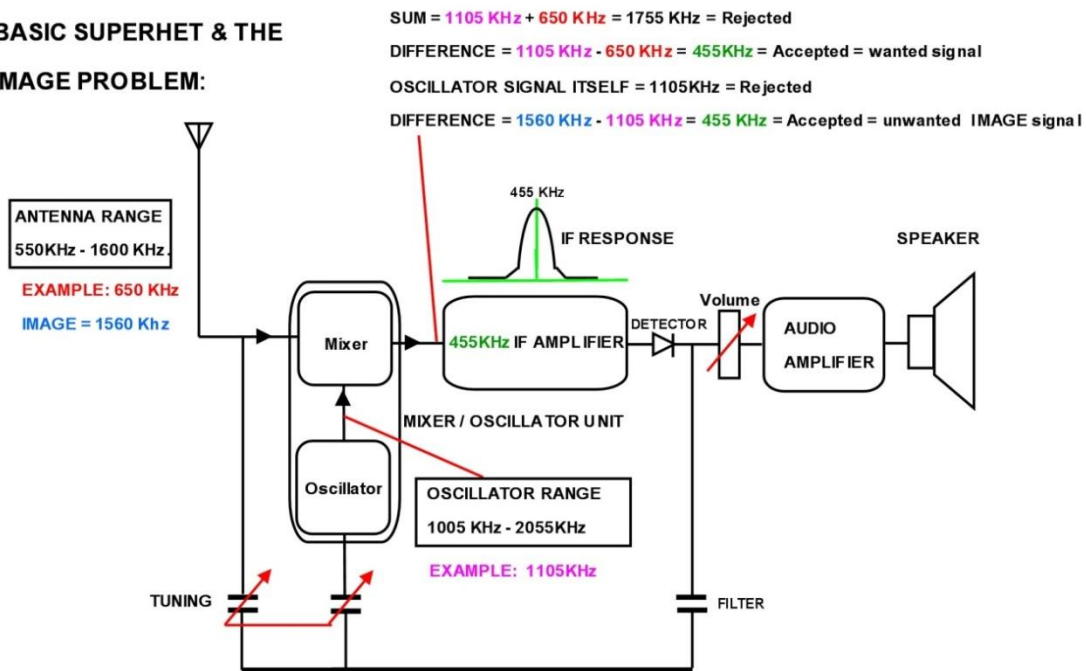 BASIC SUPERHET & THE
IMAGE PROBLEM:
SUM = 1105 KHz + 650 KHz = 1755 KHz = Rejected
DIFFERENCE = 1105 KHz - 650 KHz = 455KHz = Accepted = wanted signal
OSCILLATOR SIGNAL ITSELF = 1105KHz = Rejected
DIFFERENCE = 1560 KHz - 1105 KHz = 455 KHz = Accepted = unwanted IMAGE signal
ANTENNA RANGE
550KHz - 1600 KHz.
EXAMPLE: 650 KHz
IMAGE = 1560 Khz
455 KHz
IF RESPONSE
SPEAKER
Mixer
455KHz IF AMPLIFIER
DETECTOR
Volume
AUDIO
AMPLIFIER
MIXER / OSCILLATOR UNIT
Oscillator
OSCILLATOR RANGE
1005 KHz - 2055KHz
EXAMPLE: 1105KHz
TUNING
FILTER